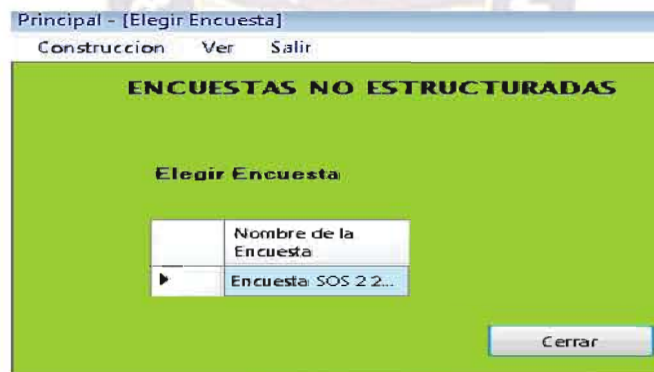 Principal - [Elegir Encuesta]
Construccion Ver Salir
ENCUESTAS NO ESTRUCTURADAS
Elegir Encuesta
Nombre de la
Encuesta
Encuesta SOS 2 2...
Cerrar